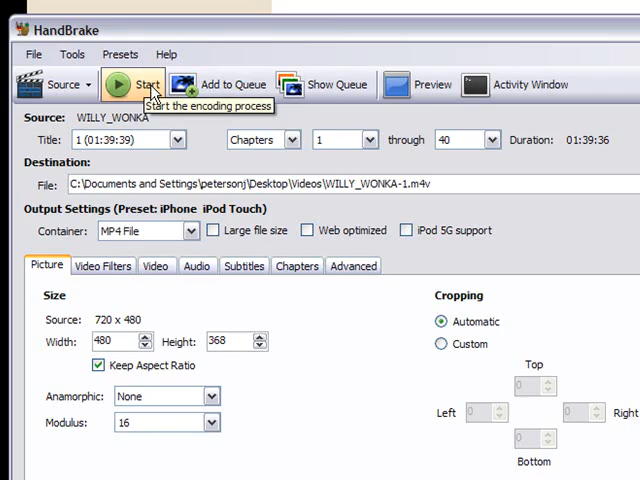 HandBrake
File Tools Presets Help
Source Start Add to Queue Show Queue Preview Activity Window
Start the encoding process
Source: WILLY_WONKA
Title: 1 (01:39:39) Chapters 1 through 40 Duration: 01:39:36
Destination:
File: C:\Documents and Settings\petersonj\Desktop\Videos\WILLY_WONKA-1.m4v
Output Settings (Preset: iPhone iPod Touch)
Container: MP4 File Large file size Web optimized iPod 5G support
Picture Video Filters Video Audio Subtitles Chapters Advanced
Size Cropping
Source: 720 x 480 Automatic
Width: 480 Height: 368 Custom
Keep Aspect Ratio Top
0
Anamorphic: None Left 0 0 Right
Modulus: 16
0
Bottom